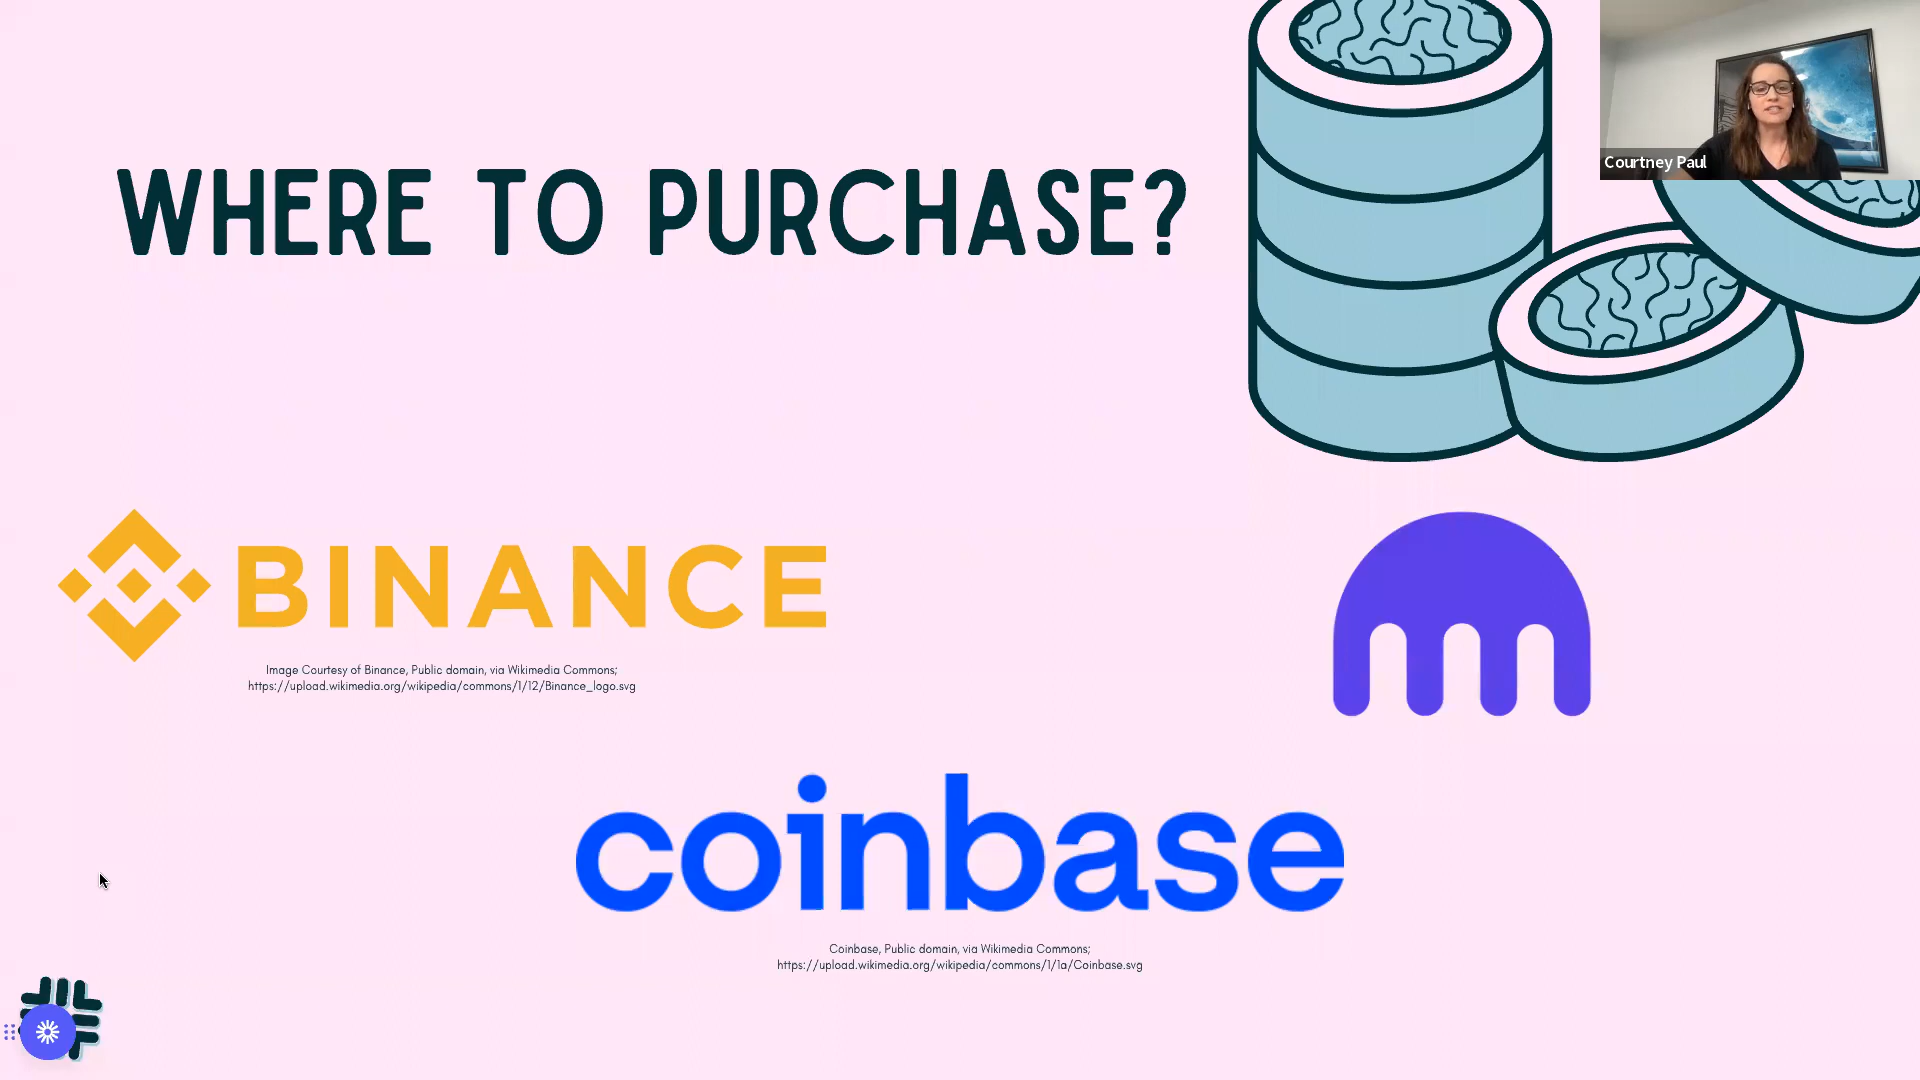 WHERE TO PURCHASE?
Courtney Paul
BINANCE
Image Courtesy of Binance, Public domain, via Wikimedia Commons;
https://upload.wikimedia.org/wikipedia/commons/1/12/Binance_logo.svg
coinbase
Coinbase, Public domain, via Wikimedia Commons;
https://upload.wikimedia.org/wikipedia/commons/1/1a/Coinbase.svg